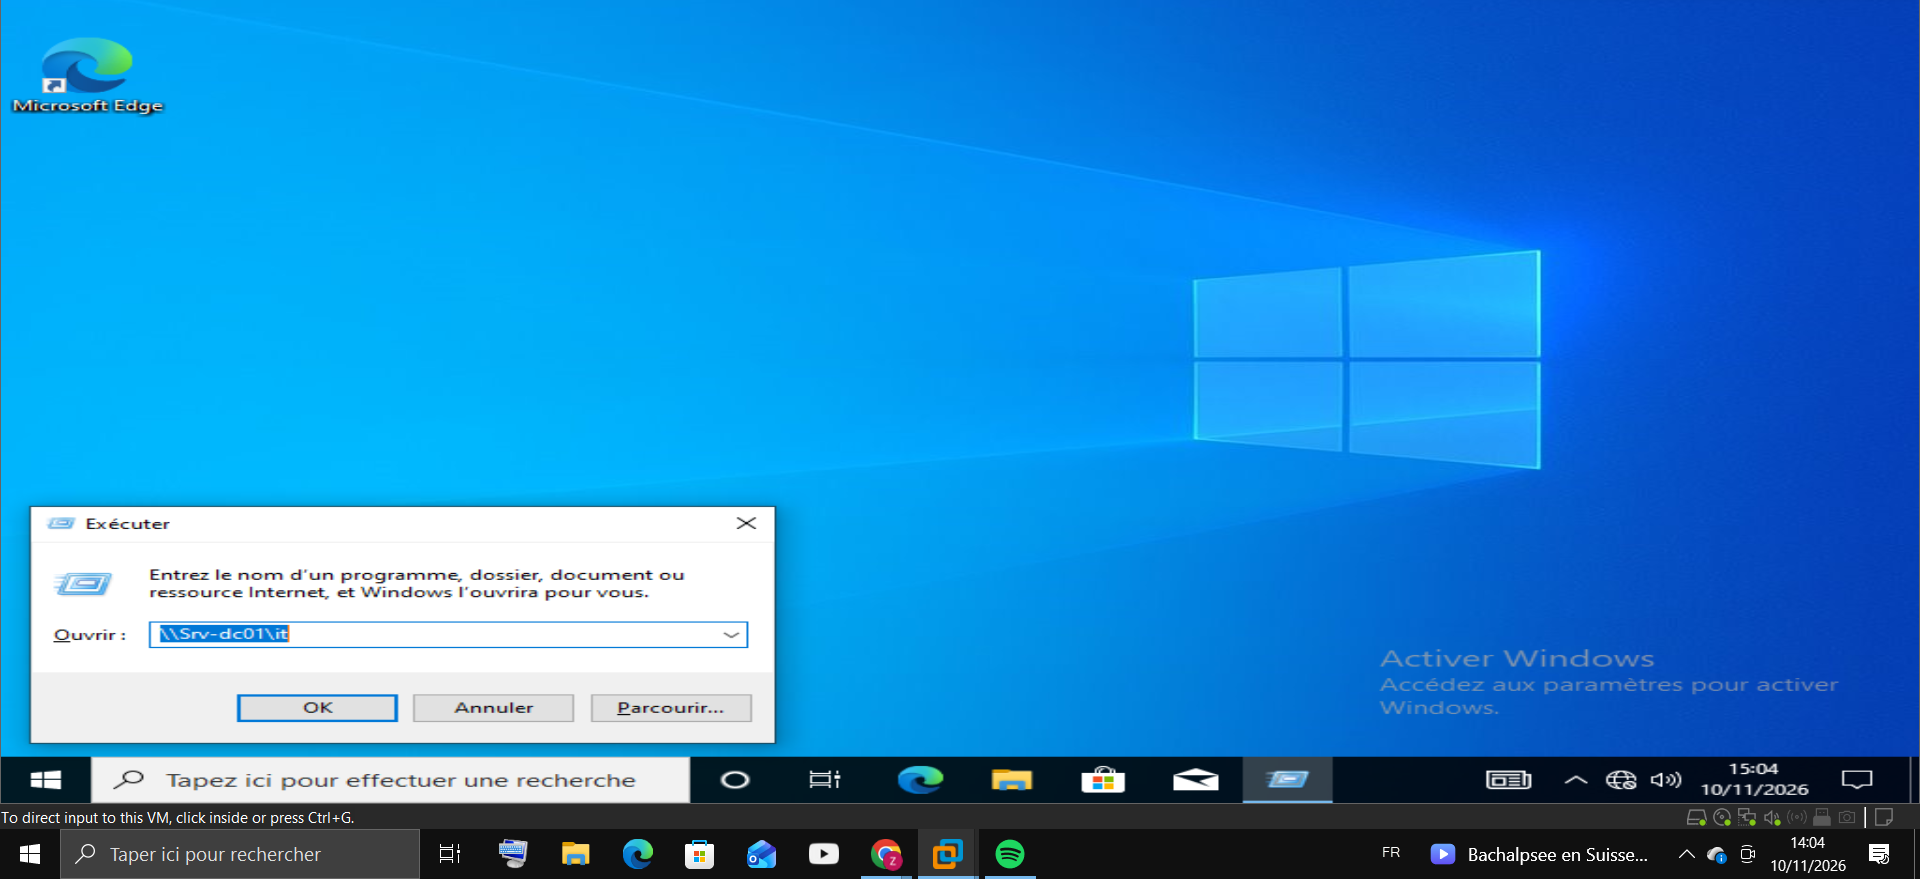 Microsoft Edge
Exécuter
Entrez le nom d'un programme, dossier, document ou
ressource Internet, et Windows l'ouvrira pour vous.
Ouvrir :
\\Srv-dc01\it
OK
Annuler
Parcourir...
Activer Windows
Accédez aux paramètres pour activer
Windows.
Tapez ici pour effectuer une recherche
15:04
10/11/2026
To direct input to this VM, click inside or press Ctrl+G.
Taper ici pour rechercher
Z
FR
Bachalpsee en Suisse...
14:04
10/11/2026